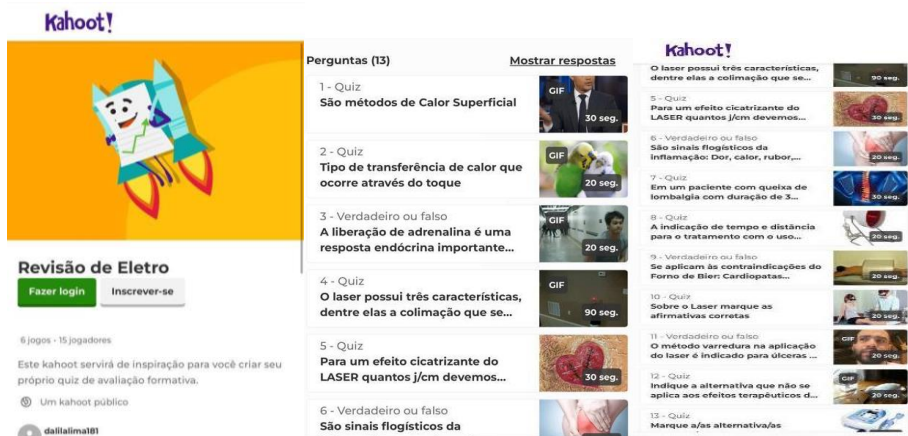 Kahoot!
Revisão de Eletro
Fazer login
Inscrever-se
6 jogos - 15 jogadores
Este kahoot servirá de inspiração para você criar seu
próprio quiz de avaliação formativa.
Um kahoot público
dalilalima181
Perguntas (13)
Mostrar respostas
1 - Quiz
São métodos de Calor Superficial
GIF
30 seg.
2 - Quiz
Tipo de transferência de calor que
ocorre através do toque
GIF
20 seg.
3 - Verdadeiro ou falso
A liberação de adrenalina é uma
resposta endócrina importante...
GIF
20 seg.
4 - Quiz
O laser possui três características,
dentre elas a colimação que se...
GIF
90 seg.
5 - Quiz
Para um efeito cicatrizante do
LASER quantos j/cm devemos...
30 seg.
6 - Verdadeiro ou falso
São sinais flogísticos da
Kahoot!
O laser possui três características,
dentre elas a colimação que se...
90 seg.
5 - Quiz
Para um efeito cicatrizante do
LASER quantos j/cm devemos...
30 seg.
6 - Verdadeiro ou falso
São sinais flogísticos da
inflamação: Dor, calor, rubor,...
20 seg.
7 - Quiz
Em um paciente com queixa de
lombalgia com duração de 3...
30 seg.
8 - Quiz
A indicação de tempo e distância
para o tratamento com o uso...
20 seg.
9 - Verdadeiro ou falso
Se aplicam às contraindicações do
Forno de Bier: Cardiopatas...
20 seg.
10 - Quiz
Sobre o Laser marque as
afirmativas corretas
20 seg.
11 - Verdadeiro ou falso
O método varredura na aplicação
do laser é indicado para úlceras ...
GIF
20 seg.
12 - Quiz
Indique a alternativa que não se
aplica aos efeitos terapêuticos d...
GIF
20 seg.
13 - Quiz
Marque a/as alternativa/as